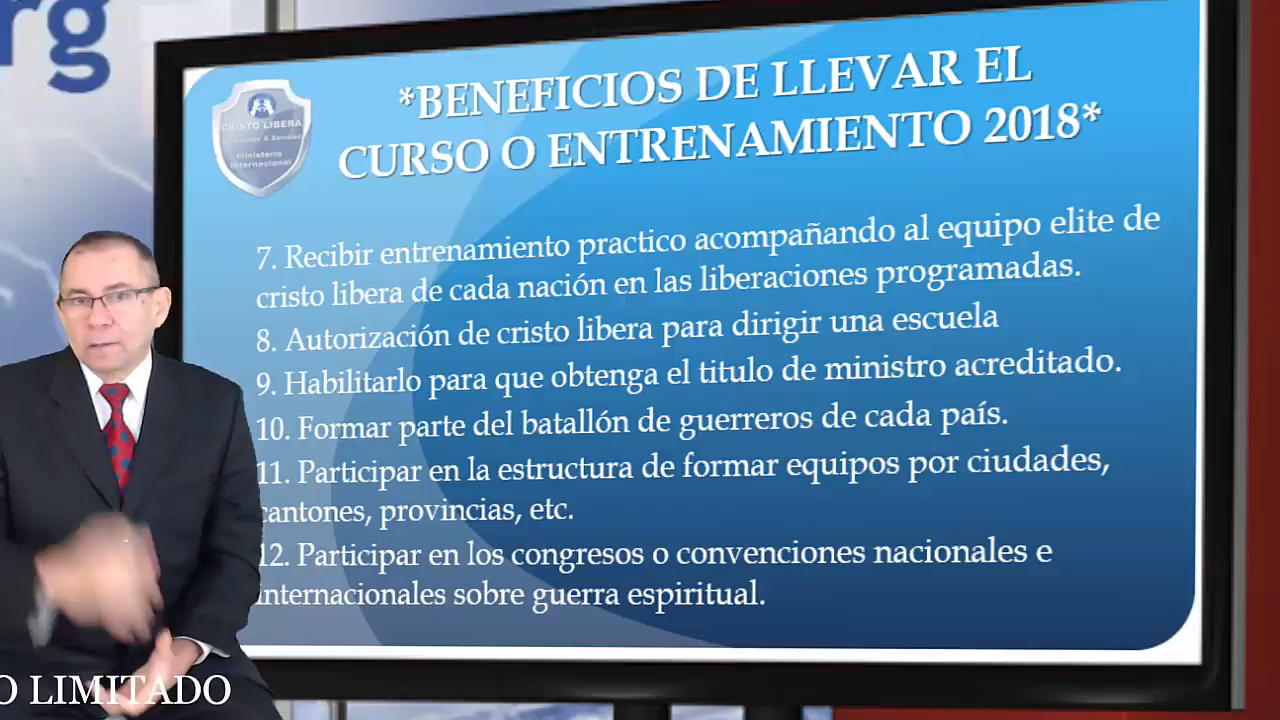 rg
CRISTO LIBERA
Ministerio
Internacional
*BENEFICIOS DE LLEVAR EL
CURSO O ENTRENAMIENTO 2018*
7. Recibir entrenamiento practico acompañando al equipo elite de
cristo libera de cada nación en las liberaciones programadas.
8. Autorización de cristo libera para dirigir una escuela
9. Habilitarlo para que obtenga el titulo de ministro acreditado.
10. Formar parte del batallón de guerreros de cada país.
11. Participar en la estructura de formar equipos por ciudades,
cantones, provincias, etc.
12. Participar en los congresos o convenciones nacionales e
internacionales sobre guerra espiritual.
O LIMITADO